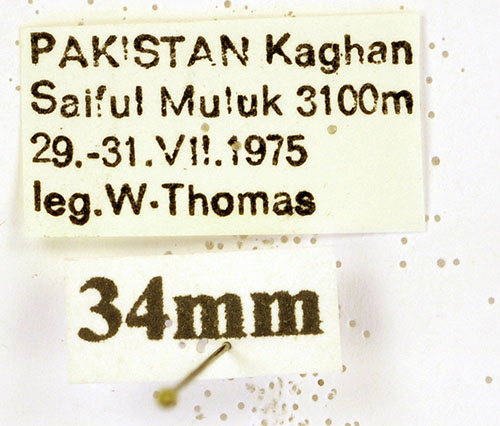 PAKISTAN Kaghan
Saiful Muluk 3100m
29.-31.VII.1975
leg.W.Thomas
34mm